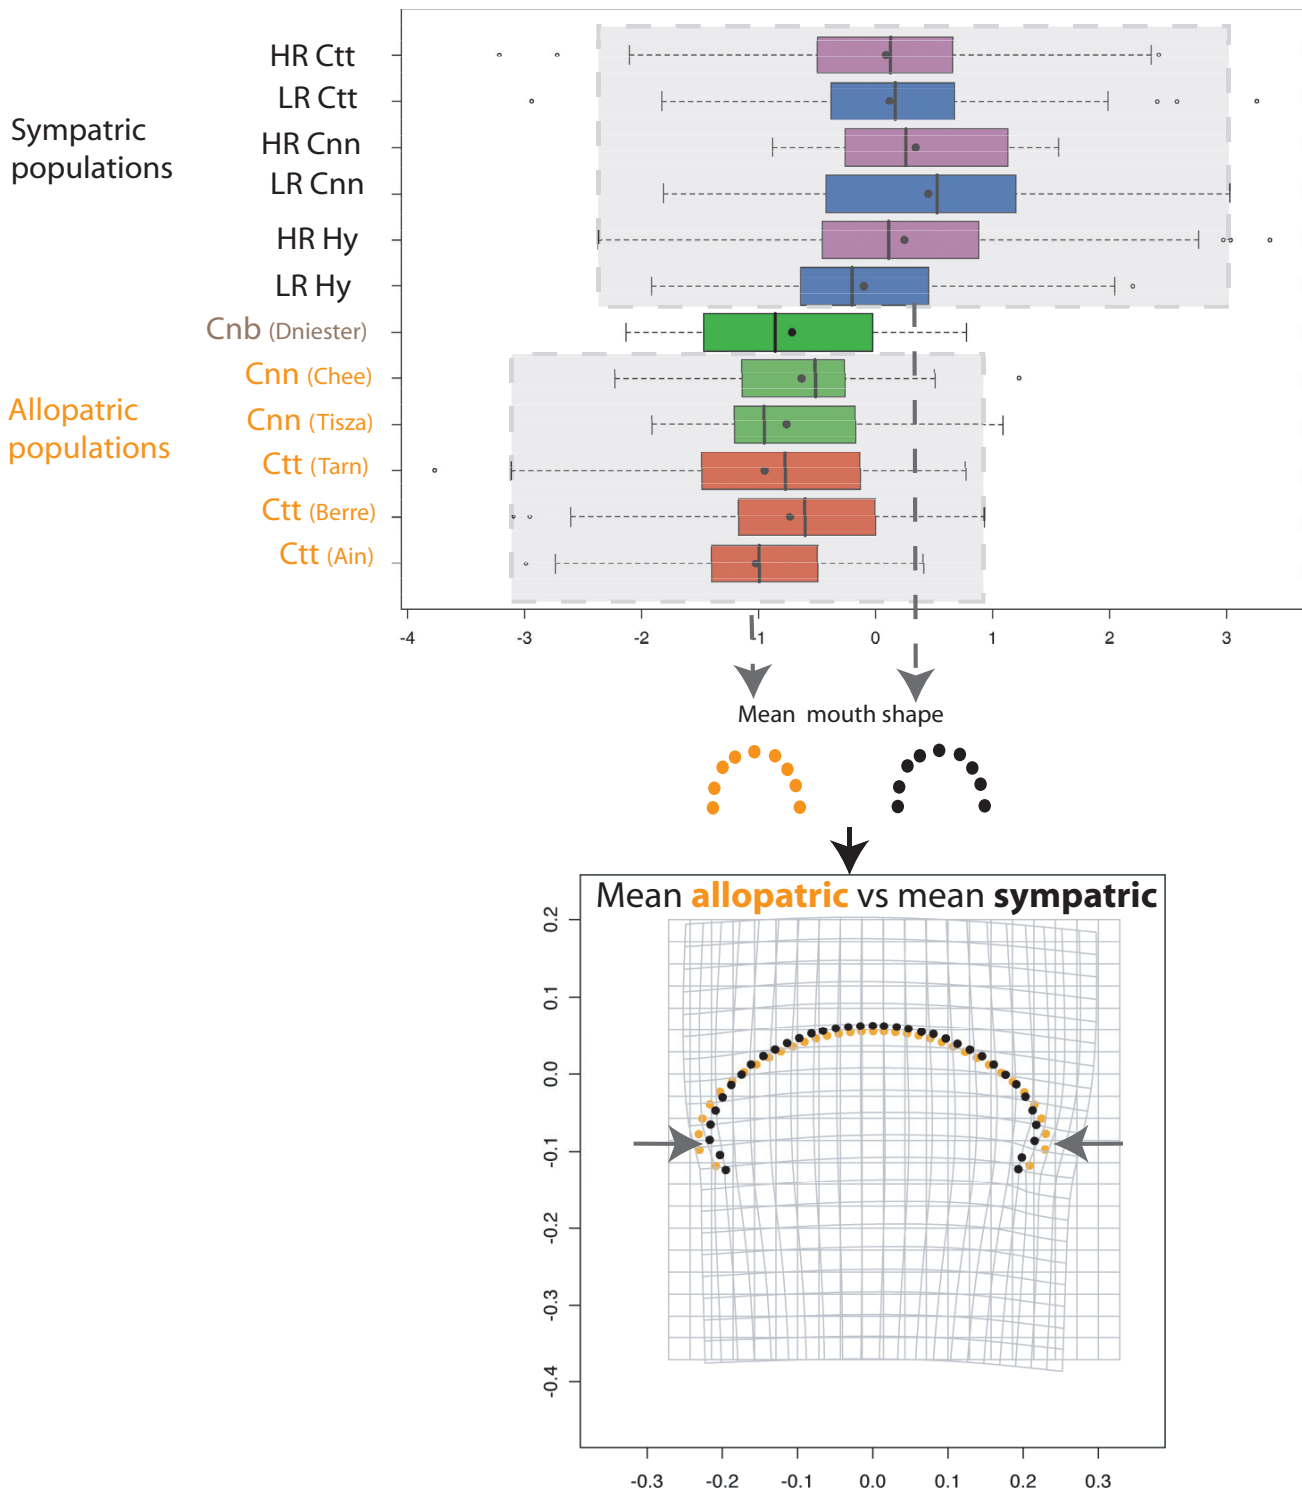 HR Ctt
LR Ctt
Sympatric
populations
HR Cnn
LR Cnn
HR Hy
LR Hy
Cnb (Dniester)
Cnn (Chee)
Allopatric
populations
Cnn (Tisza)
Ctt (Tarn)
Ctt (Berre)
Ctt (Ain)
-4 -3 -2 -1 0 1 2 3
Mean mouth shape
Mean allopatric vs mean sympatric
0.2
0.1
0.0
-0.1
-0.2
-0.3
-0.4
-0.3 -0.2 -0.1 0.0 0.1 0.2 0.3